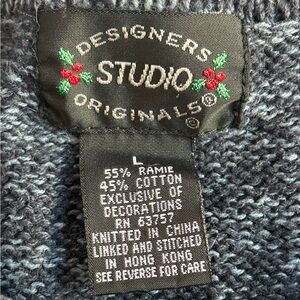 DESIGNERS
STUDIO
ORIGINALS®
©
L
55% RAMIE
45% COTTON
EXCLUSIVE OF
DECORATIONS
RN 63757
KNITTED IN CHINA
LINKED AND STITCHED
IN HONG KONG
SEE REVERSE FOR CARE